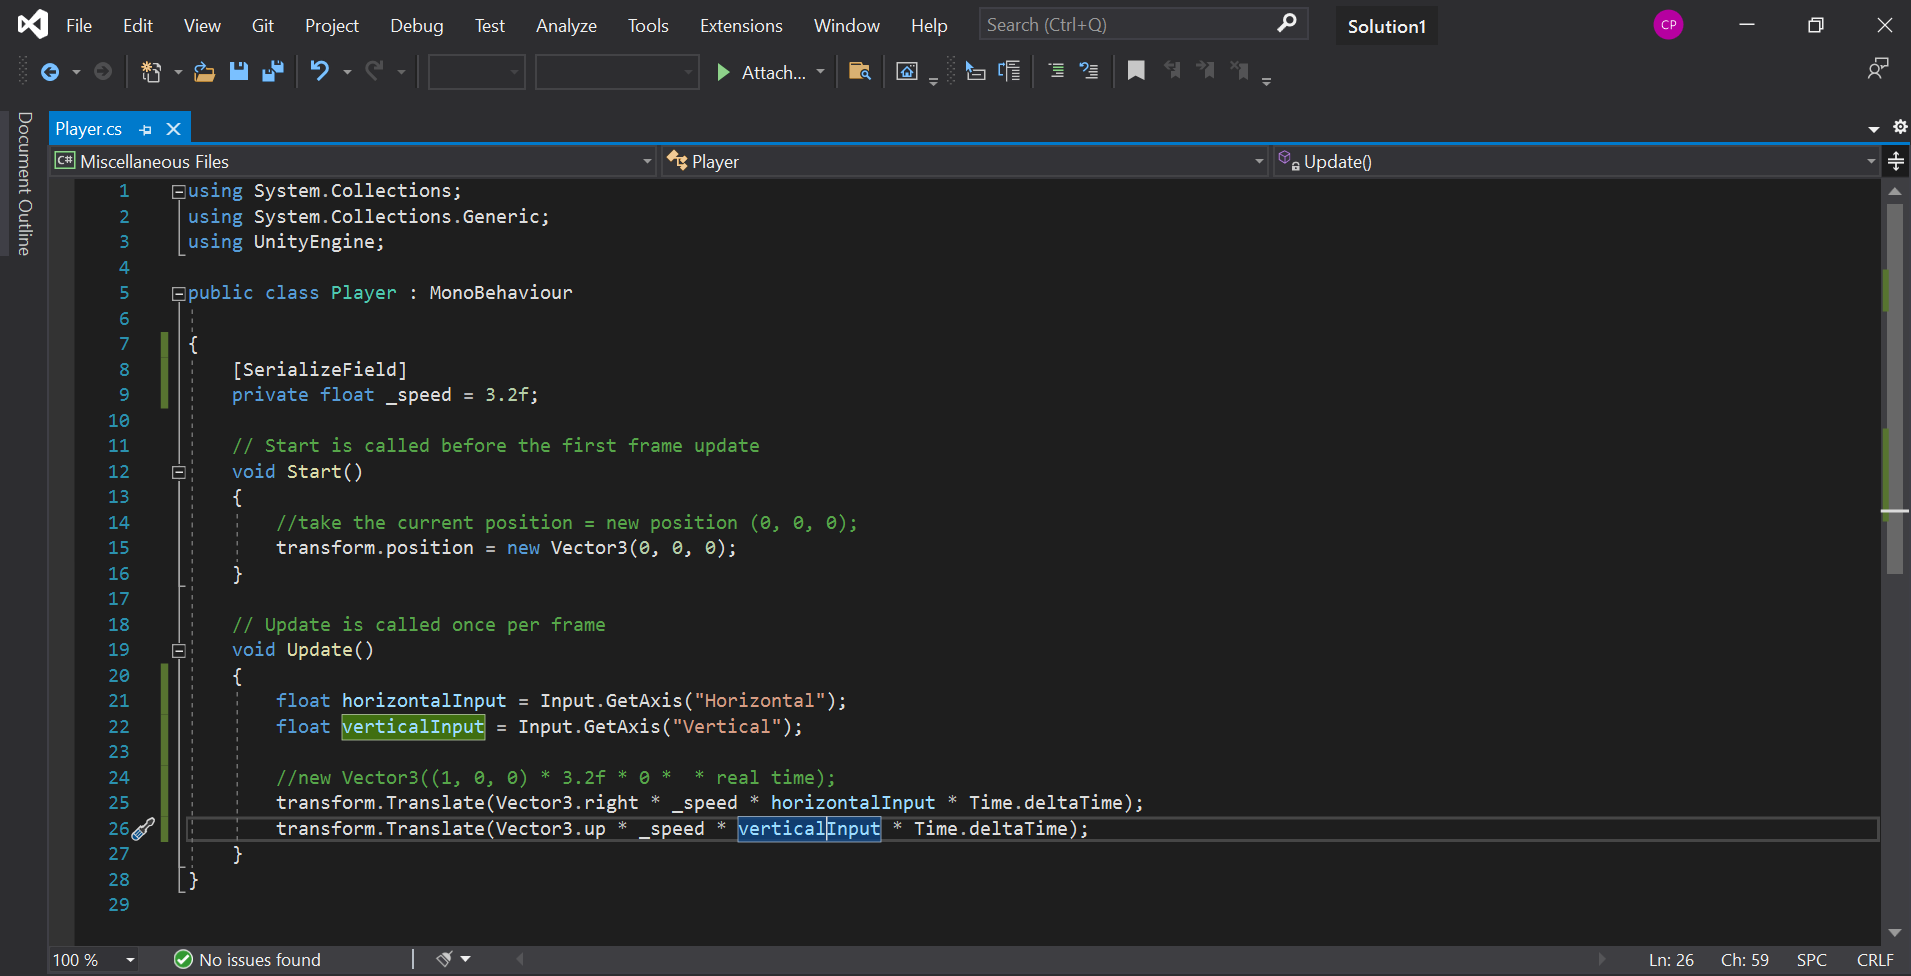 File Edit View Git Project Debug Test Analyze Tools Extensions Window Help Search (Ctrl+Q) Solution1 CP
Attach...
Document Outline
Player.cs
C# Miscellaneous Files Player Update()
1 using System.Collections;
2 using System.Collections.Generic;
3 using UnityEngine;
4
5 public class Player : MonoBehaviour
6
7 {
8 [SerializeField]
9 private float _speed = 3.2f;
10
11 // Start is called before the first frame update
12 void Start()
13 {
14 //take the current position = new position (0, 0, 0);
15 transform.position = new Vector3(0, 0, 0);
16 }
17
18 // Update is called once per frame
19 void Update()
20 {
21 float horizontalInput = Input.GetAxis("Horizontal");
22 float verticalInput = Input.GetAxis("Vertical");
23
24 //new Vector3((1, 0, 0) * 3.2f * 0 *  * real time);
25 transform.Translate(Vector3.right * _speed * horizontalInput * Time.deltaTime);
26 transform.Translate(Vector3.up * _speed * verticalInput * Time.deltaTime);
27 }
28 }
29
100 % No issues found Ln: 26 Ch: 59 SPC CRLF